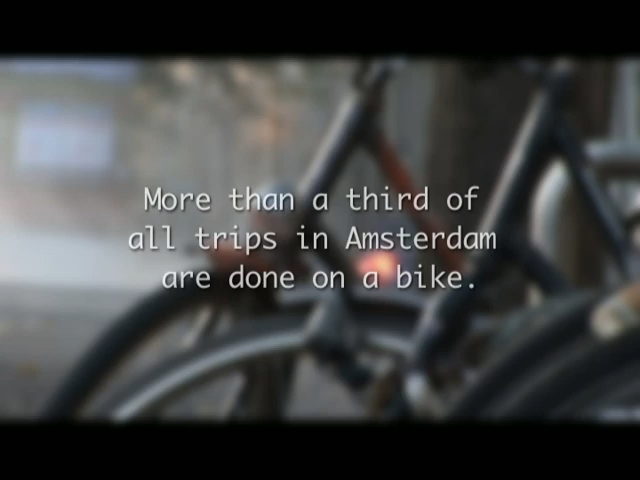 More than a third of
all trips in Amsterdam
are done on a bike.